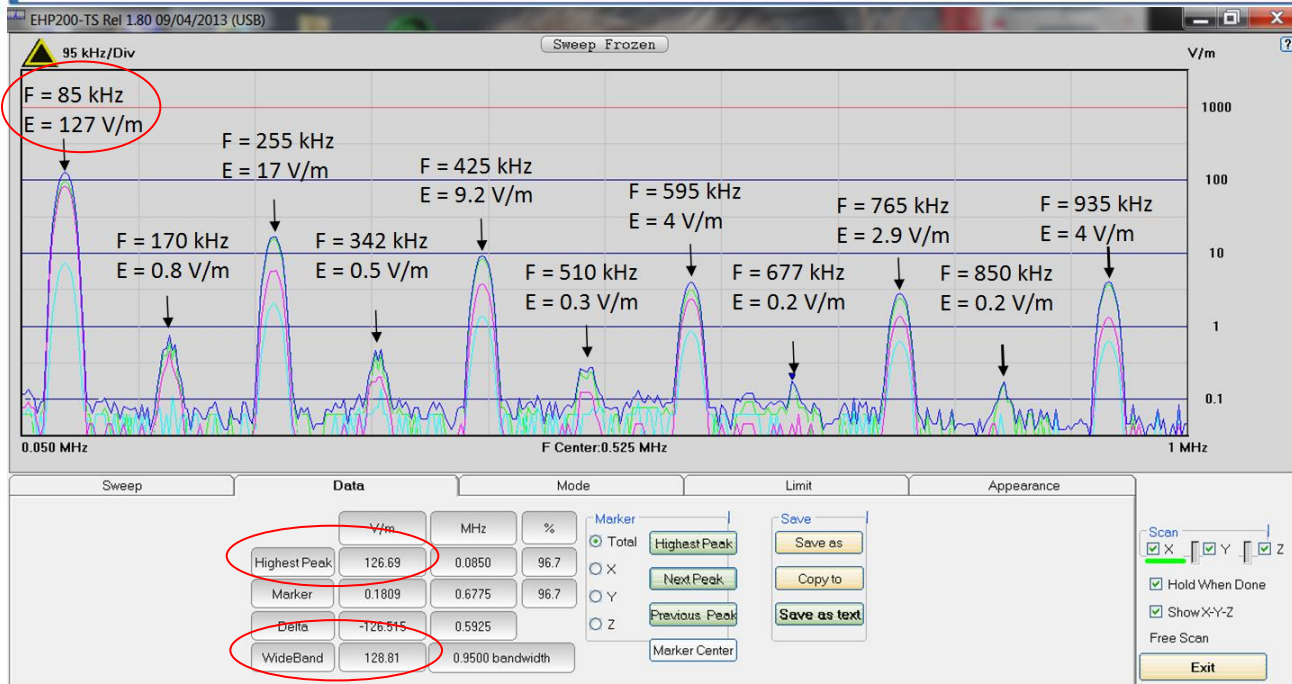 EHP200-TS Rel 1.80 09/04/2013 (USB)
95 kHz/Div
Sweep Frozen
V/m
?
F = 85 kHz
E = 127 V/m
F = 255 kHz
E = 17 V/m
F = 425 kHz
E = 9.2 V/m
F = 595 kHz
E = 4 V/m
F = 765 kHz
E = 2.9 V/m
F = 935 kHz
E = 4 V/m
F = 170 kHz
E = 0.8 V/m
F = 342 kHz
E = 0.5 V/m
F = 510 kHz
E = 0.3 V/m
F = 677 kHz
E = 0.2 V/m
F = 850 kHz
E = 0.2 V/m
1000
100
10
1
0.1
0.050 MHz
F Center:0.525 MHz
1 MHz
Sweep
Data
Mode
Limit
Appearance
V/m MHz %
Highest Peak 126.69 0.0850 96.7
Marker 0.1809 0.6775 96.7
Delta -126.515 0.5925
WideBand 128.81 0.9500 bandwidth
Marker
Total
X
Y
Z
Highest Peak
Next Peak
Previous Peak
Marker Center
Save
Save as
Copy to
Save as text
Scan
X Y Z
Hold When Done
Show X-Y-Z
Free Scan
Exit